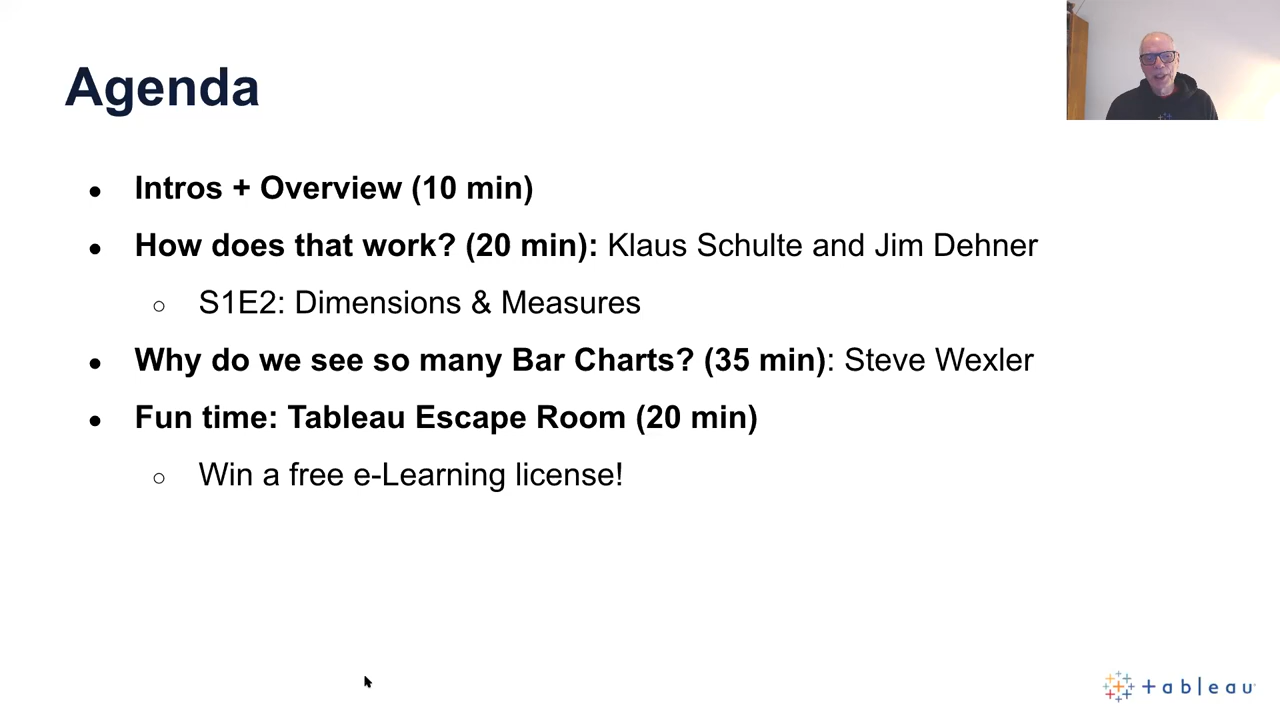 Agenda
● Intros + Overview (10 min)
● How does that work? (20 min): Klaus Schulte and Jim Dehner
○ S1E2: Dimensions & Measures
● Why do we see so many Bar Charts? (35 min): Steve Wexler
● Fun time: Tableau Escape Room (20 min)
○ Win a free e-Learning license!
+ableau